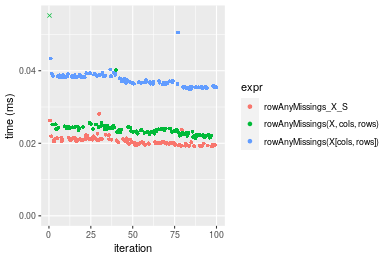 0.04
0.02
0.00
time (ms)
0
25
50
75
100
iteration
expr
rowAnyMissings_X_S
rowAnyMissings(X, cols, rows)
rowAnyMissings(X[cols, rows])